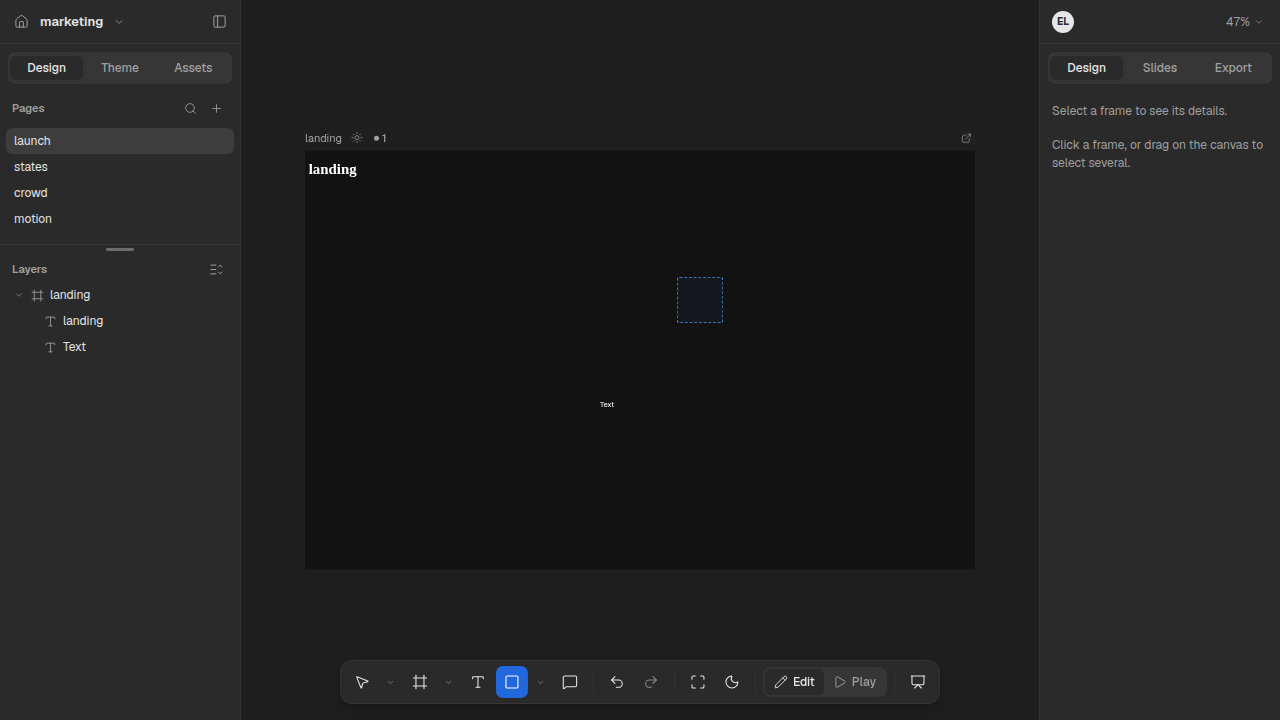 marketing
Design Theme Assets
Pages
launch
states
crowd
motion
Layers
landing
landing
Text
landing 1
landing
Text
Edit Play
EL 47%
Design Slides Export
Select a frame to see its details.
Click a frame, or drag on the canvas to
select several.